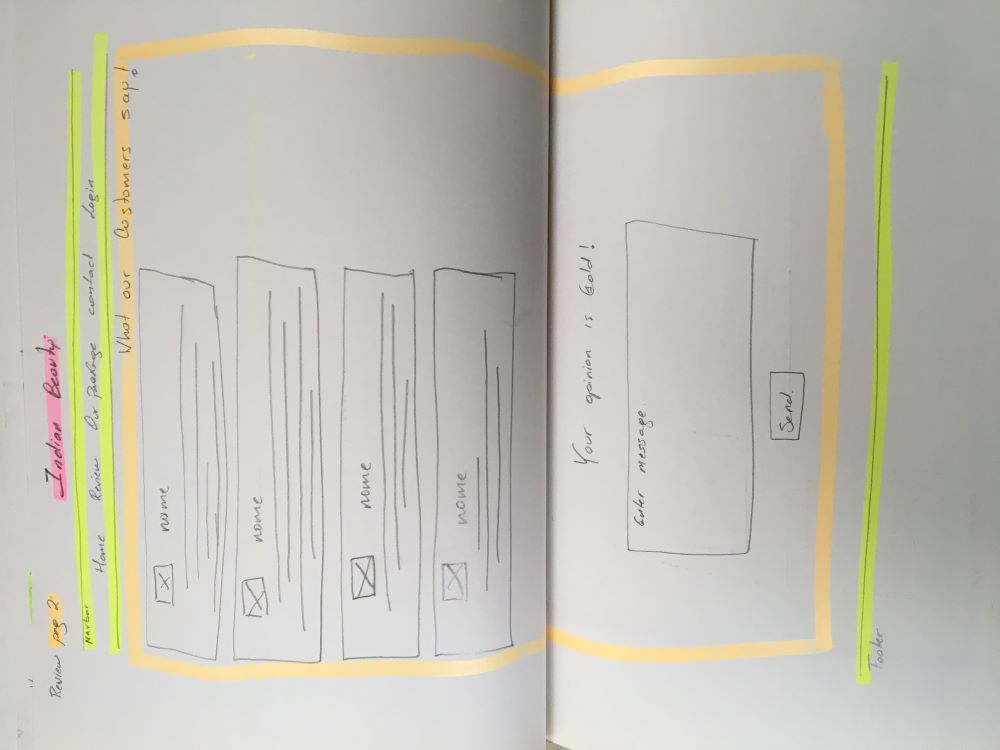 Review page 2
Indian Beauty
Navbar
Home Review Our Package contact Login
What our Customers say!
name
name
name
name
Your opinion is Gold!
Enter message
Send.
Footer